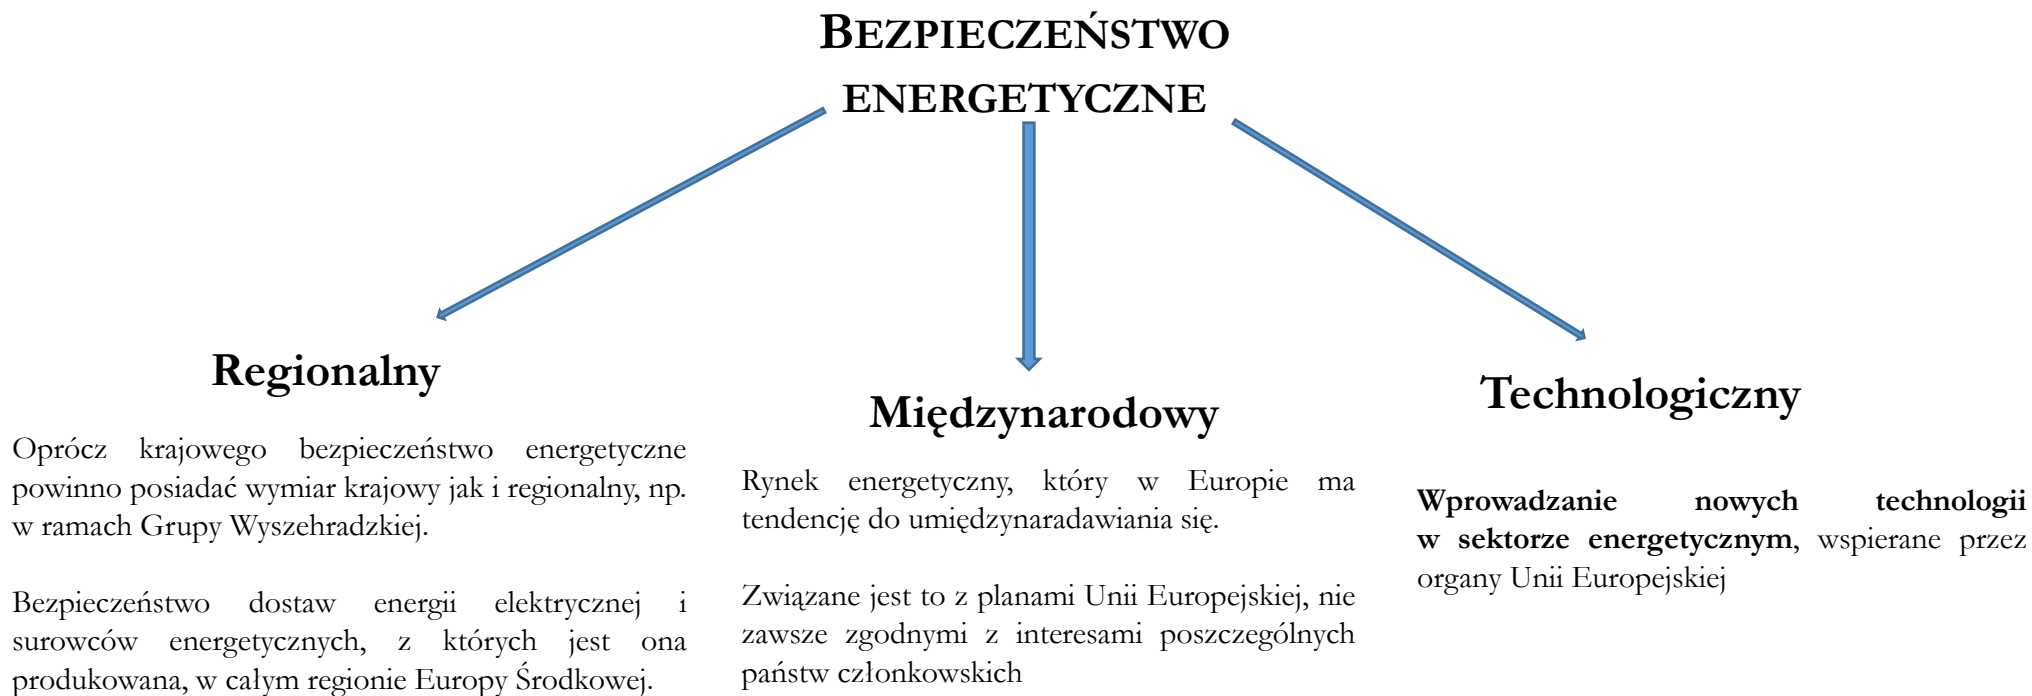 BEZPIECZEŃSTWO
ENERGETYCZNE
Regionalny
Oprócz krajowego bezpieczeństwo energetyczne
powinno posiadać wymiar krajowy jak i regionalny, np.
w ramach Grupy Wyszehradzkiej.
Bezpieczeństwo dostaw energii elektrycznej i
surowców energetycznych, z których jest ona
produkowana, w całym regionie Europy Środkowej.
Międzynarodowy
Rynek energetyczny, który w Europie ma
tendencję do umiędzynaradawiania się.
Związane jest to z planami Unii Europejskiej, nie
zawsze zgodnymi z interesami poszczególnych
państw członkowskich
Technologiczny
Wprowadzanie nowych technologii
w sektorze energetycznym, wspierane przez
organy Unii Europejskiej